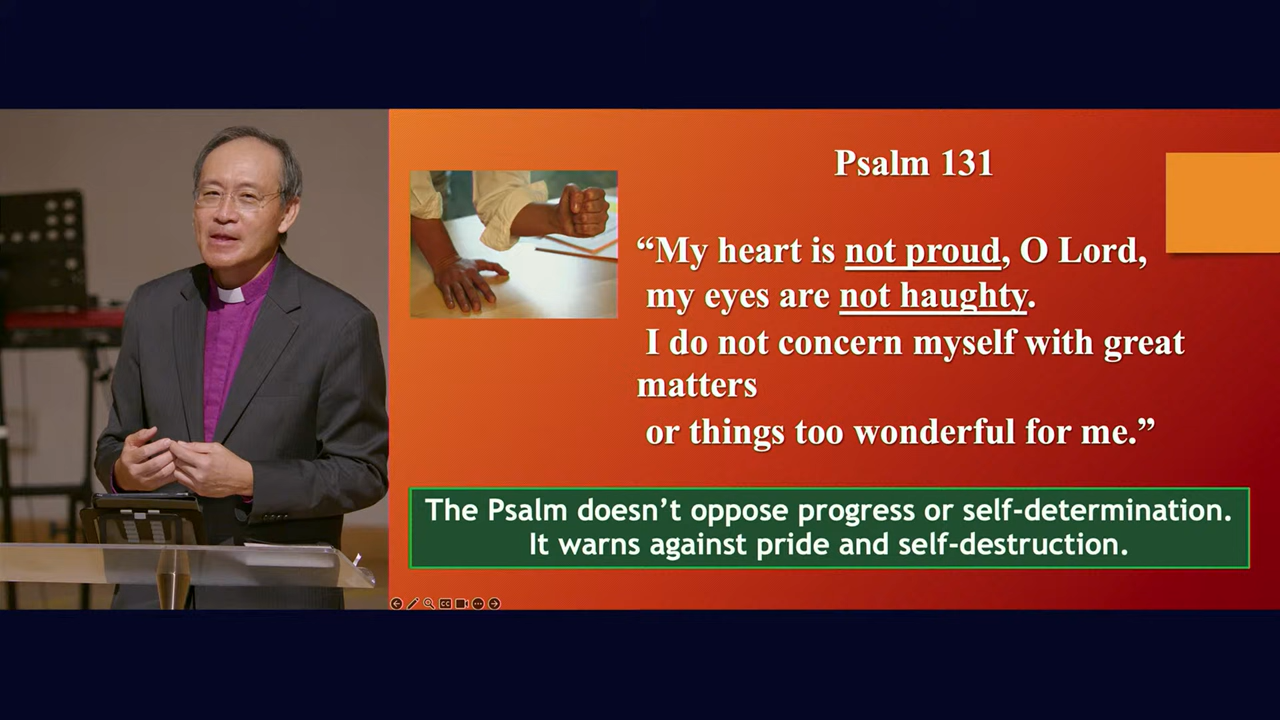 Psalm 131
“My heart is not proud, O Lord,
my eyes are not haughty.
I do not concern myself with great
matters
or things too wonderful for me.”
The Psalm doesn’t oppose progress or self-determination.
It warns against pride and self-destruction.